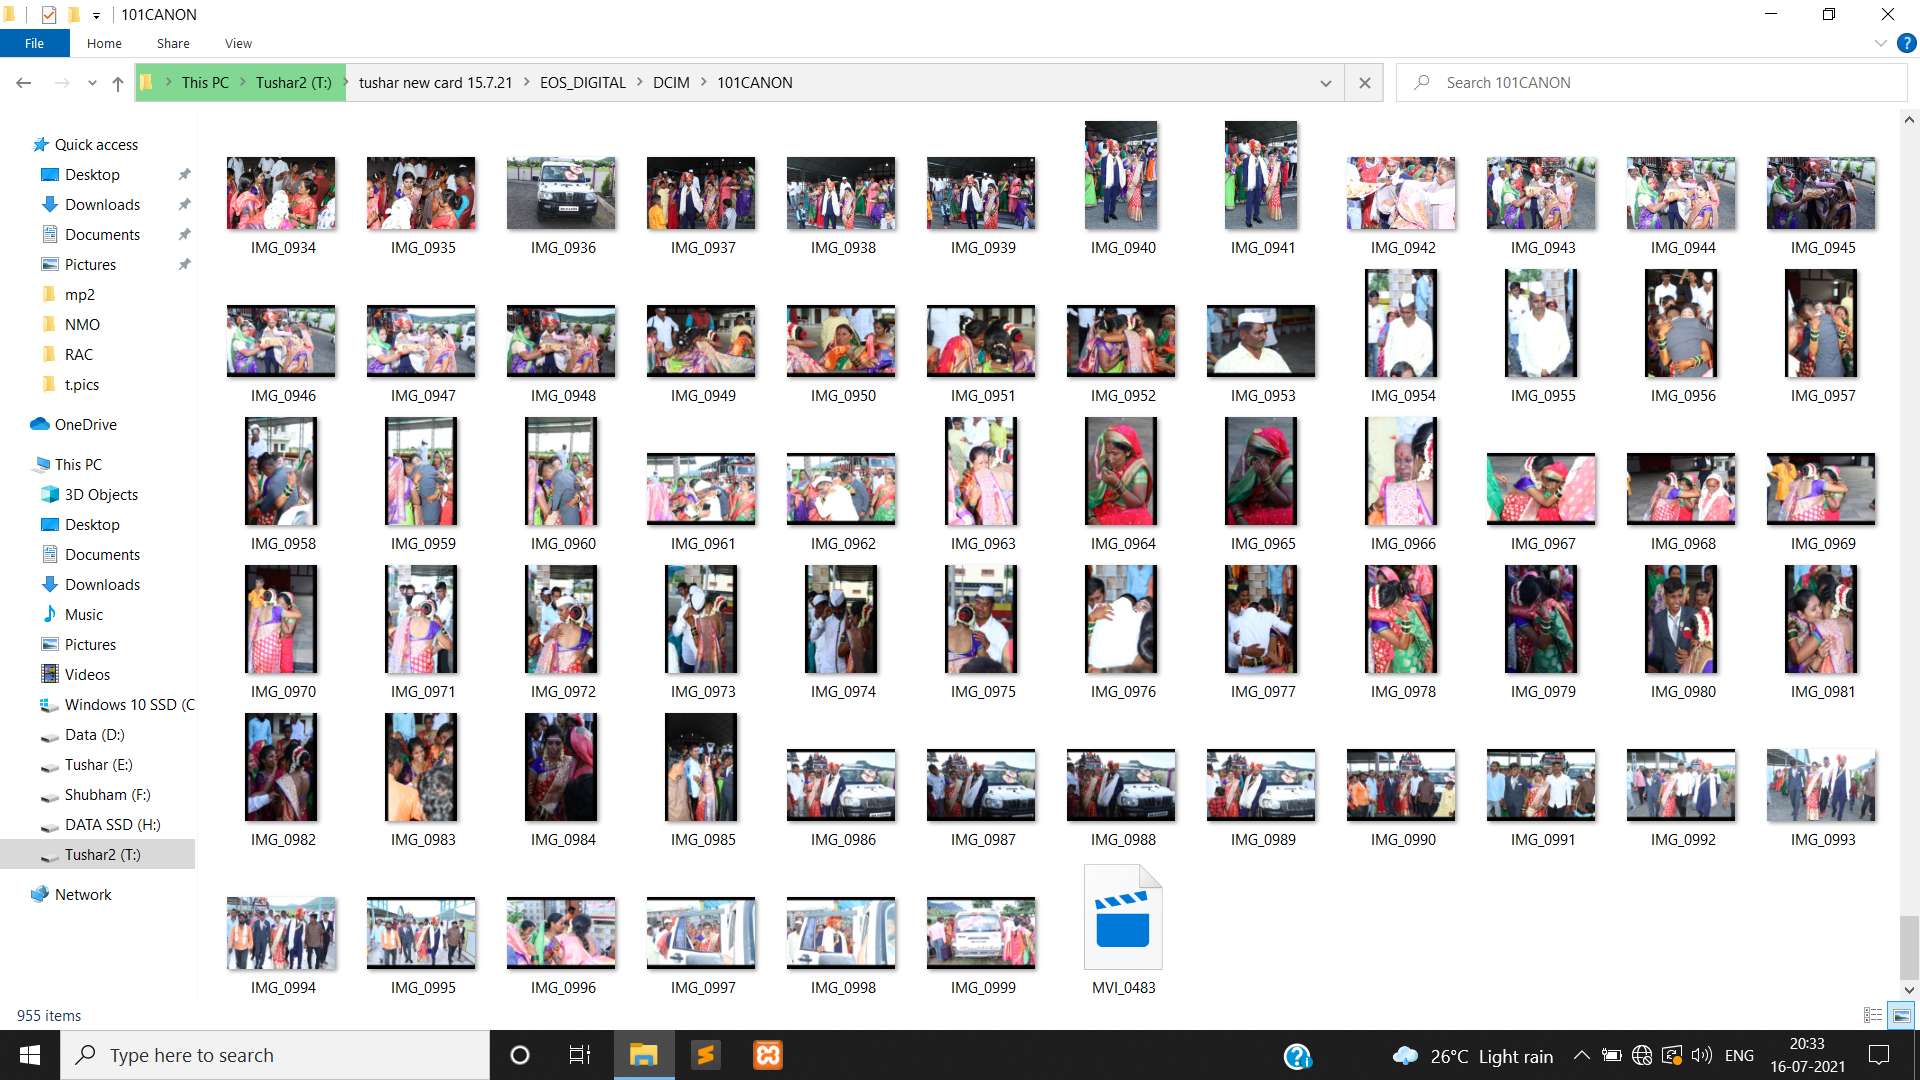 101CANON
File Home Share View
This PC Tushar2 (T:) tushar new card 15.7.21 EOS_DIGITAL DCIM 101CANON
Search 101CANON
Quick access
Desktop
Downloads
Documents
Pictures
mp2
NMO
RAC
t.pics
OneDrive
This PC
3D Objects
Desktop
Documents
Downloads
Music
Pictures
Videos
Windows 10 SSD (C
Data (D:)
Tushar (E:)
Shubham (F:)
DATA SSD (H:)
Tushar2 (T:)
Network
IMG_0934 IMG_0935 IMG_0936 IMG_0937 IMG_0938 IMG_0939 IMG_0940 IMG_0941 IMG_0942 IMG_0943 IMG_0944 IMG_0945
IMG_0946 IMG_0947 IMG_0948 IMG_0949 IMG_0950 IMG_0951 IMG_0952 IMG_0953 IMG_0954 IMG_0955 IMG_0956 IMG_0957
IMG_0958 IMG_0959 IMG_0960 IMG_0961 IMG_0962 IMG_0963 IMG_0964 IMG_0965 IMG_0966 IMG_0967 IMG_0968 IMG_0969
IMG_0970 IMG_0971 IMG_0972 IMG_0973 IMG_0974 IMG_0975 IMG_0976 IMG_0977 IMG_0978 IMG_0979 IMG_0980 IMG_0981
IMG_0982 IMG_0983 IMG_0984 IMG_0985 IMG_0986 IMG_0987 IMG_0988 IMG_0989 IMG_0990 IMG_0991 IMG_0992 IMG_0993
IMG_0994 IMG_0995 IMG_0996 IMG_0997 IMG_0998 IMG_0999 MVI_0483
955 items
Type here to search
26°C Light rain
ENG
20:33
16-07-2021